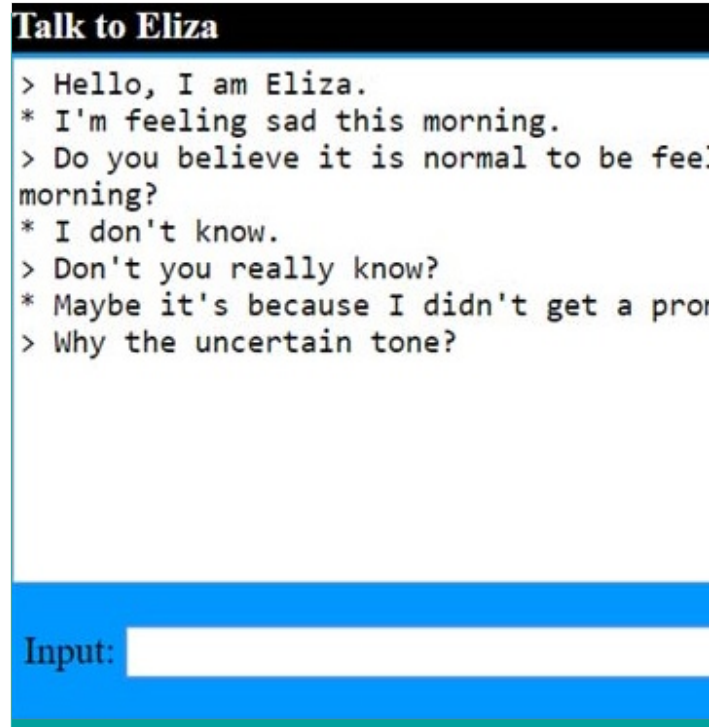 Talk to Eliza
> Hello, I am Eliza.
* I'm feeling sad this morning.
> Do you believe it is normal to be
morning?
* I don't know.
> Don't you really know?
* Maybe it's because I didn't get a
> Why the uncertain tone?
Input: